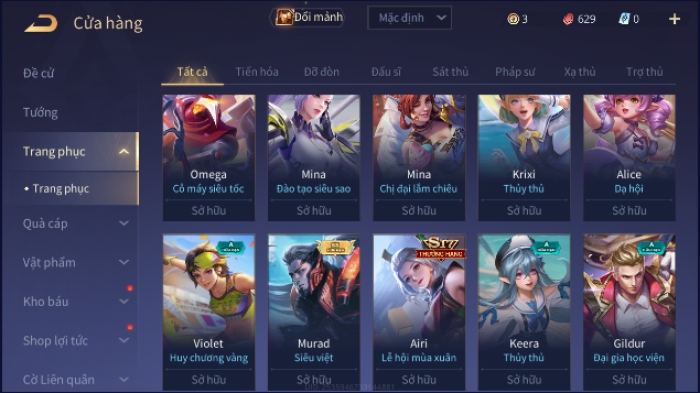 Cửa hàng
Đổi mảnh
Mặc định
3
629
0
Đề cử
Tướng
Trang phục
Trang phục
Quà cáp
Vật phẩm
Kho báu
Shop lợi tức
Cờ Liên quân
Tất cả Tiến hóa Đỡ đòn Đấu sĩ Sát thủ Pháp sư Xạ thủ Trợ thủ
Omega
Cỗ máy siêu tốc
Sở hữu
Mina
Đào tạo siêu sao
Sở hữu
Mina
Chị đại lắm chiêu
Sở hữu
Krixi
Thủy thủ
Sở hữu
Alice
Dạ hội
Sở hữu
A
Violet
Huy chương vàng
Sở hữu
Murad
Siêu việt
Sở hữu
S17
THƯỞNG HẠNG
Airi
Lễ hội mùa xuân
Sở hữu
A
Keera
Thủy thủ
Sở hữu
A
Gildur
Đại gia học viện
Sở hữu